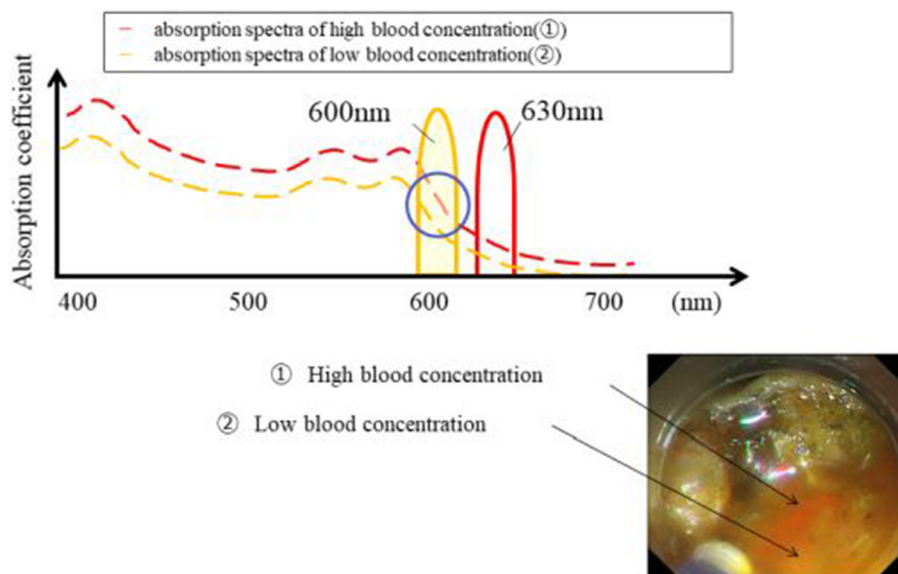 absorption spectra of high blood concentration(①)
absorption spectra of low blood concentration(②)
Absorption coefficient
600nm
630nm
400 500 600 700 (nm)
① High blood concentration
② Low blood concentration